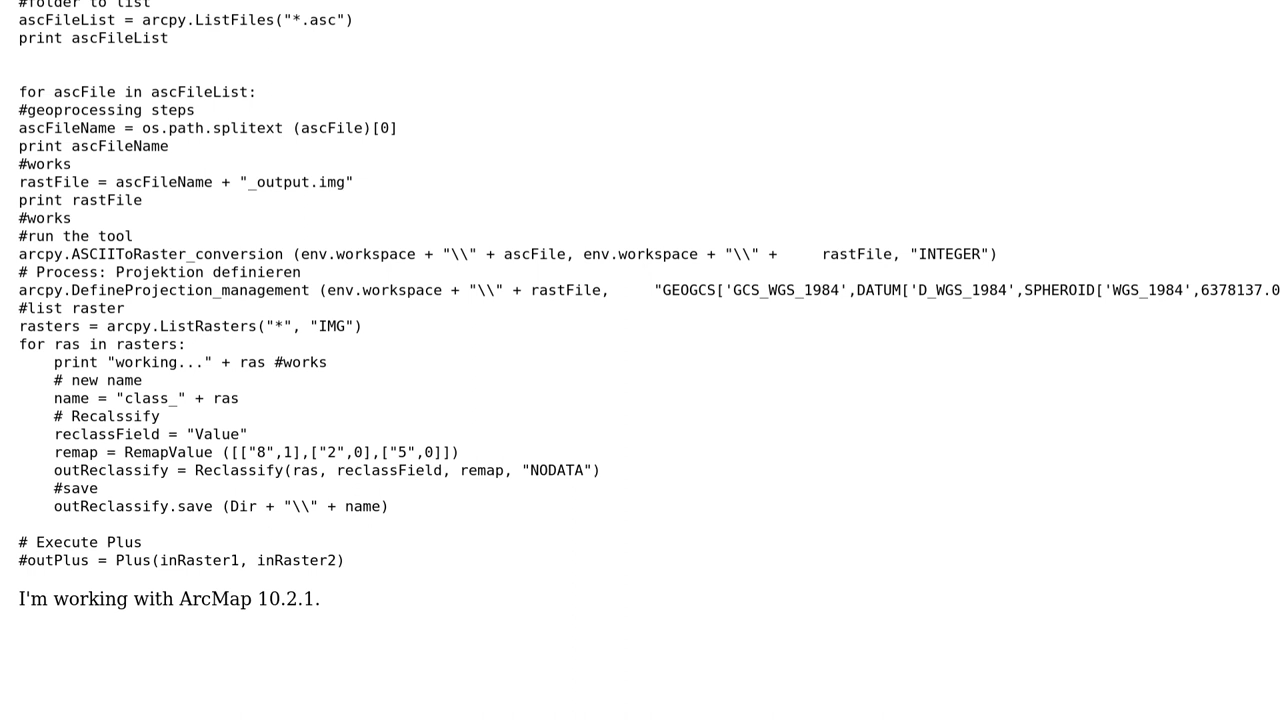 #folder to list
ascFileList = arcpy.ListFiles("*.asc")
print ascFileList
for ascFile in ascFileList:
#geoprocessing steps
ascFileName = os.path.splitext (ascFile)[0]
print ascFileName
#works
rastFile = ascFileName + "_output.img"
print rastFile
#works
#run the tool
arcpy.ASCIIToRaster_conversion (env.workspace + "\\" + ascFile, env.workspace + "\\" +     rastFile, "INTEGER")
# Process: Projektion definieren
arcpy.DefineProjection_management (env.workspace + "\\" + rastFile,     "GEOGCS['GCS_WGS_1984',DATUM['D_WGS_1984',SPHEROID['WGS_1984',6378137.0
#list raster
rasters = arcpy.ListRasters("*", "IMG")
for ras in rasters:
    print "working..." + ras #works
    # new name
    name = "class_" + ras
    # Recalssify
    reclassField = "Value"
    remap = RemapValue ([["8",1],["2",0],["5",0]])
    outReclassify = Reclassify(ras, reclassField, remap, "NODATA")
    #save
    outReclassify.save (Dir + "\\" + name)
# Execute Plus
#outPlus = Plus(inRaster1, inRaster2)
I'm working with ArcMap 10.2.1.